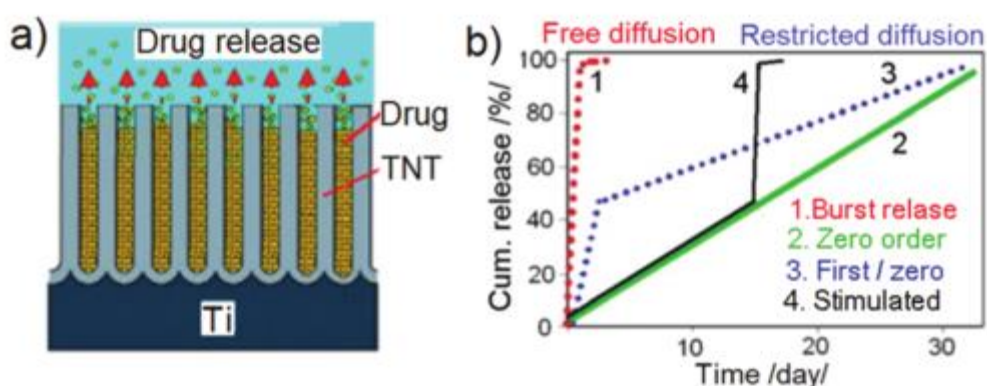 a)
Drug release
Drug
TNT
Ti
b)
Free diffusion Restricted diffusion
Cum. release /%/
100
80
60
40
20
0
1
4
3
2
1.Burst relase
2. Zero order
3. First / zero
4. Stimulated
10 20 30
Time /day/